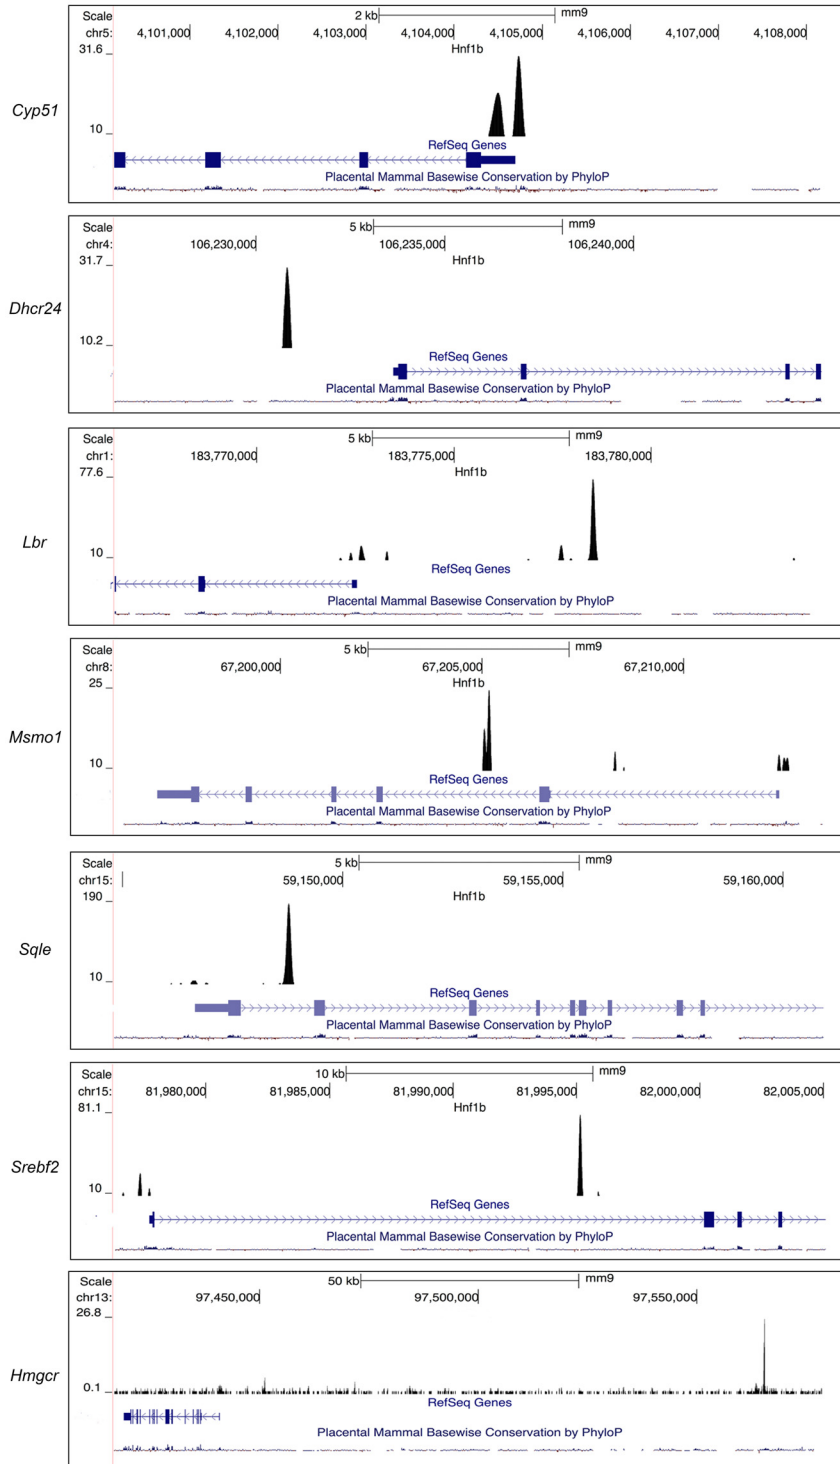 Cyp51
Scale 2 kb mm9
chr5: 4,101,000 4,102,000 4,103,000 4,104,000 4,105,000 4,106,000 4,107,000 4,108,000
31.6 Hnf1b
10
RefSeq Genes
Placental Mammal Basewise Conservation by PhyloP
Dhcr24
Scale 5 kb mm9
chr4: 106,230,000 106,235,000 106,240,000
31.7 Hnf1b
10.2
RefSeq Genes
Placental Mammal Basewise Conservation by PhyloP
Lbr
Scale 5 kb mm9
chr1: 183,770,000 183,775,000 183,780,000
77.6 Hnf1b
10
RefSeq Genes
Placental Mammal Basewise Conservation by PhyloP
Msmo1
Scale 5 kb mm9
chr8: 67,200,000 67,205,000 67,210,000
25 Hnf1b
10
RefSeq Genes
Placental Mammal Basewise Conservation by PhyloP
Sqle
Scale 5 kb mm9
chr15: 59,150,000 59,155,000 59,160,000
190 Hnf1b
10
RefSeq Genes
Placental Mammal Basewise Conservation by PhyloP
Srebf2
Scale 10 kb mm9
chr15: 81,980,000 81,985,000 81,990,000 81,995,000 82,000,000 82,005,000
81.1 Hnf1b
10
RefSeq Genes
Placental Mammal Basewise Conservation by PhyloP
Hmgcr
Scale 50 kb mm9
chr13: 97,450,000 97,500,000 97,550,000
26.8
0.1
RefSeq Genes
Placental Mammal Basewise Conservation by PhyloP